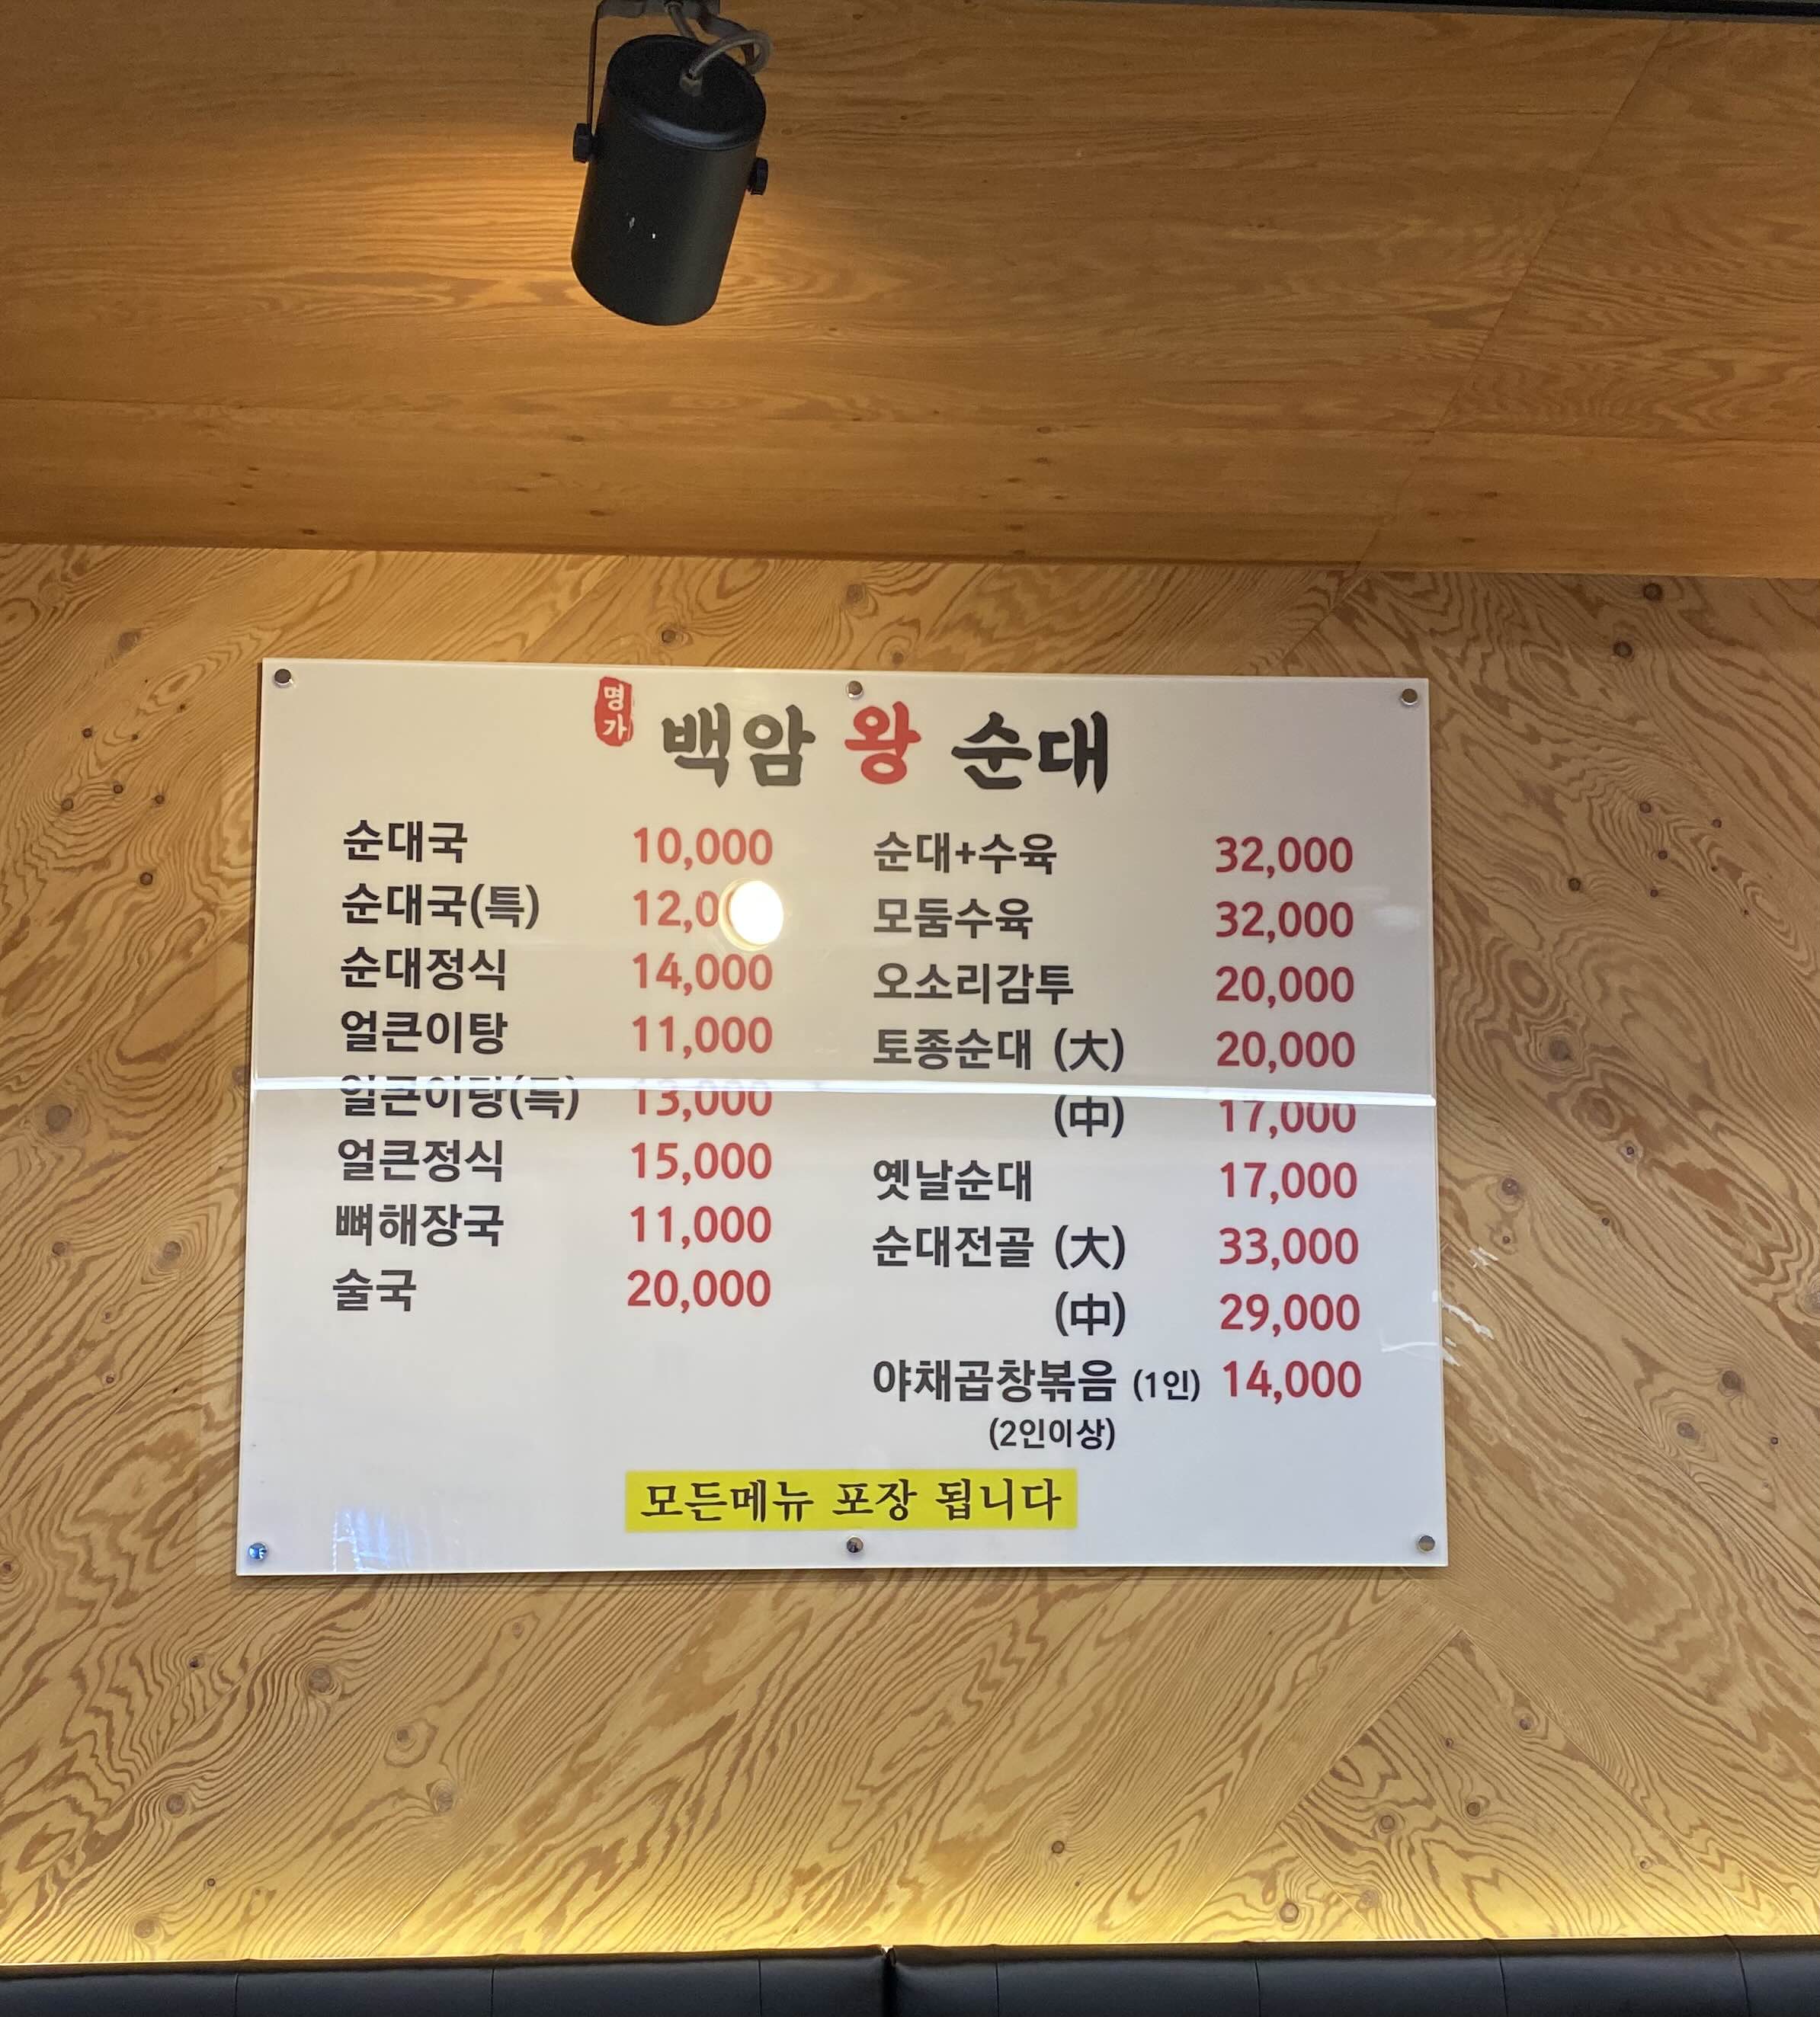 명가 백암 왕 순대
순대국 10,000
순대국(특) 12,0
순대정식 14,000
얼큰이탕 11,000
얼큰이탕(특) 13,000
얼큰정식 15,000
뼈해장국 11,000
술국 20,000
순대+수육 32,000
모둠수육 32,000
오소리감투 20,000
토종순대 (大) 20,000
(中) 17,000
옛날순대 17,000
순대전골 (大) 33,000
(中) 29,000
야채곱창볶음 (1인) 14,000
(2인이상)
모든메뉴 포장 됩니다